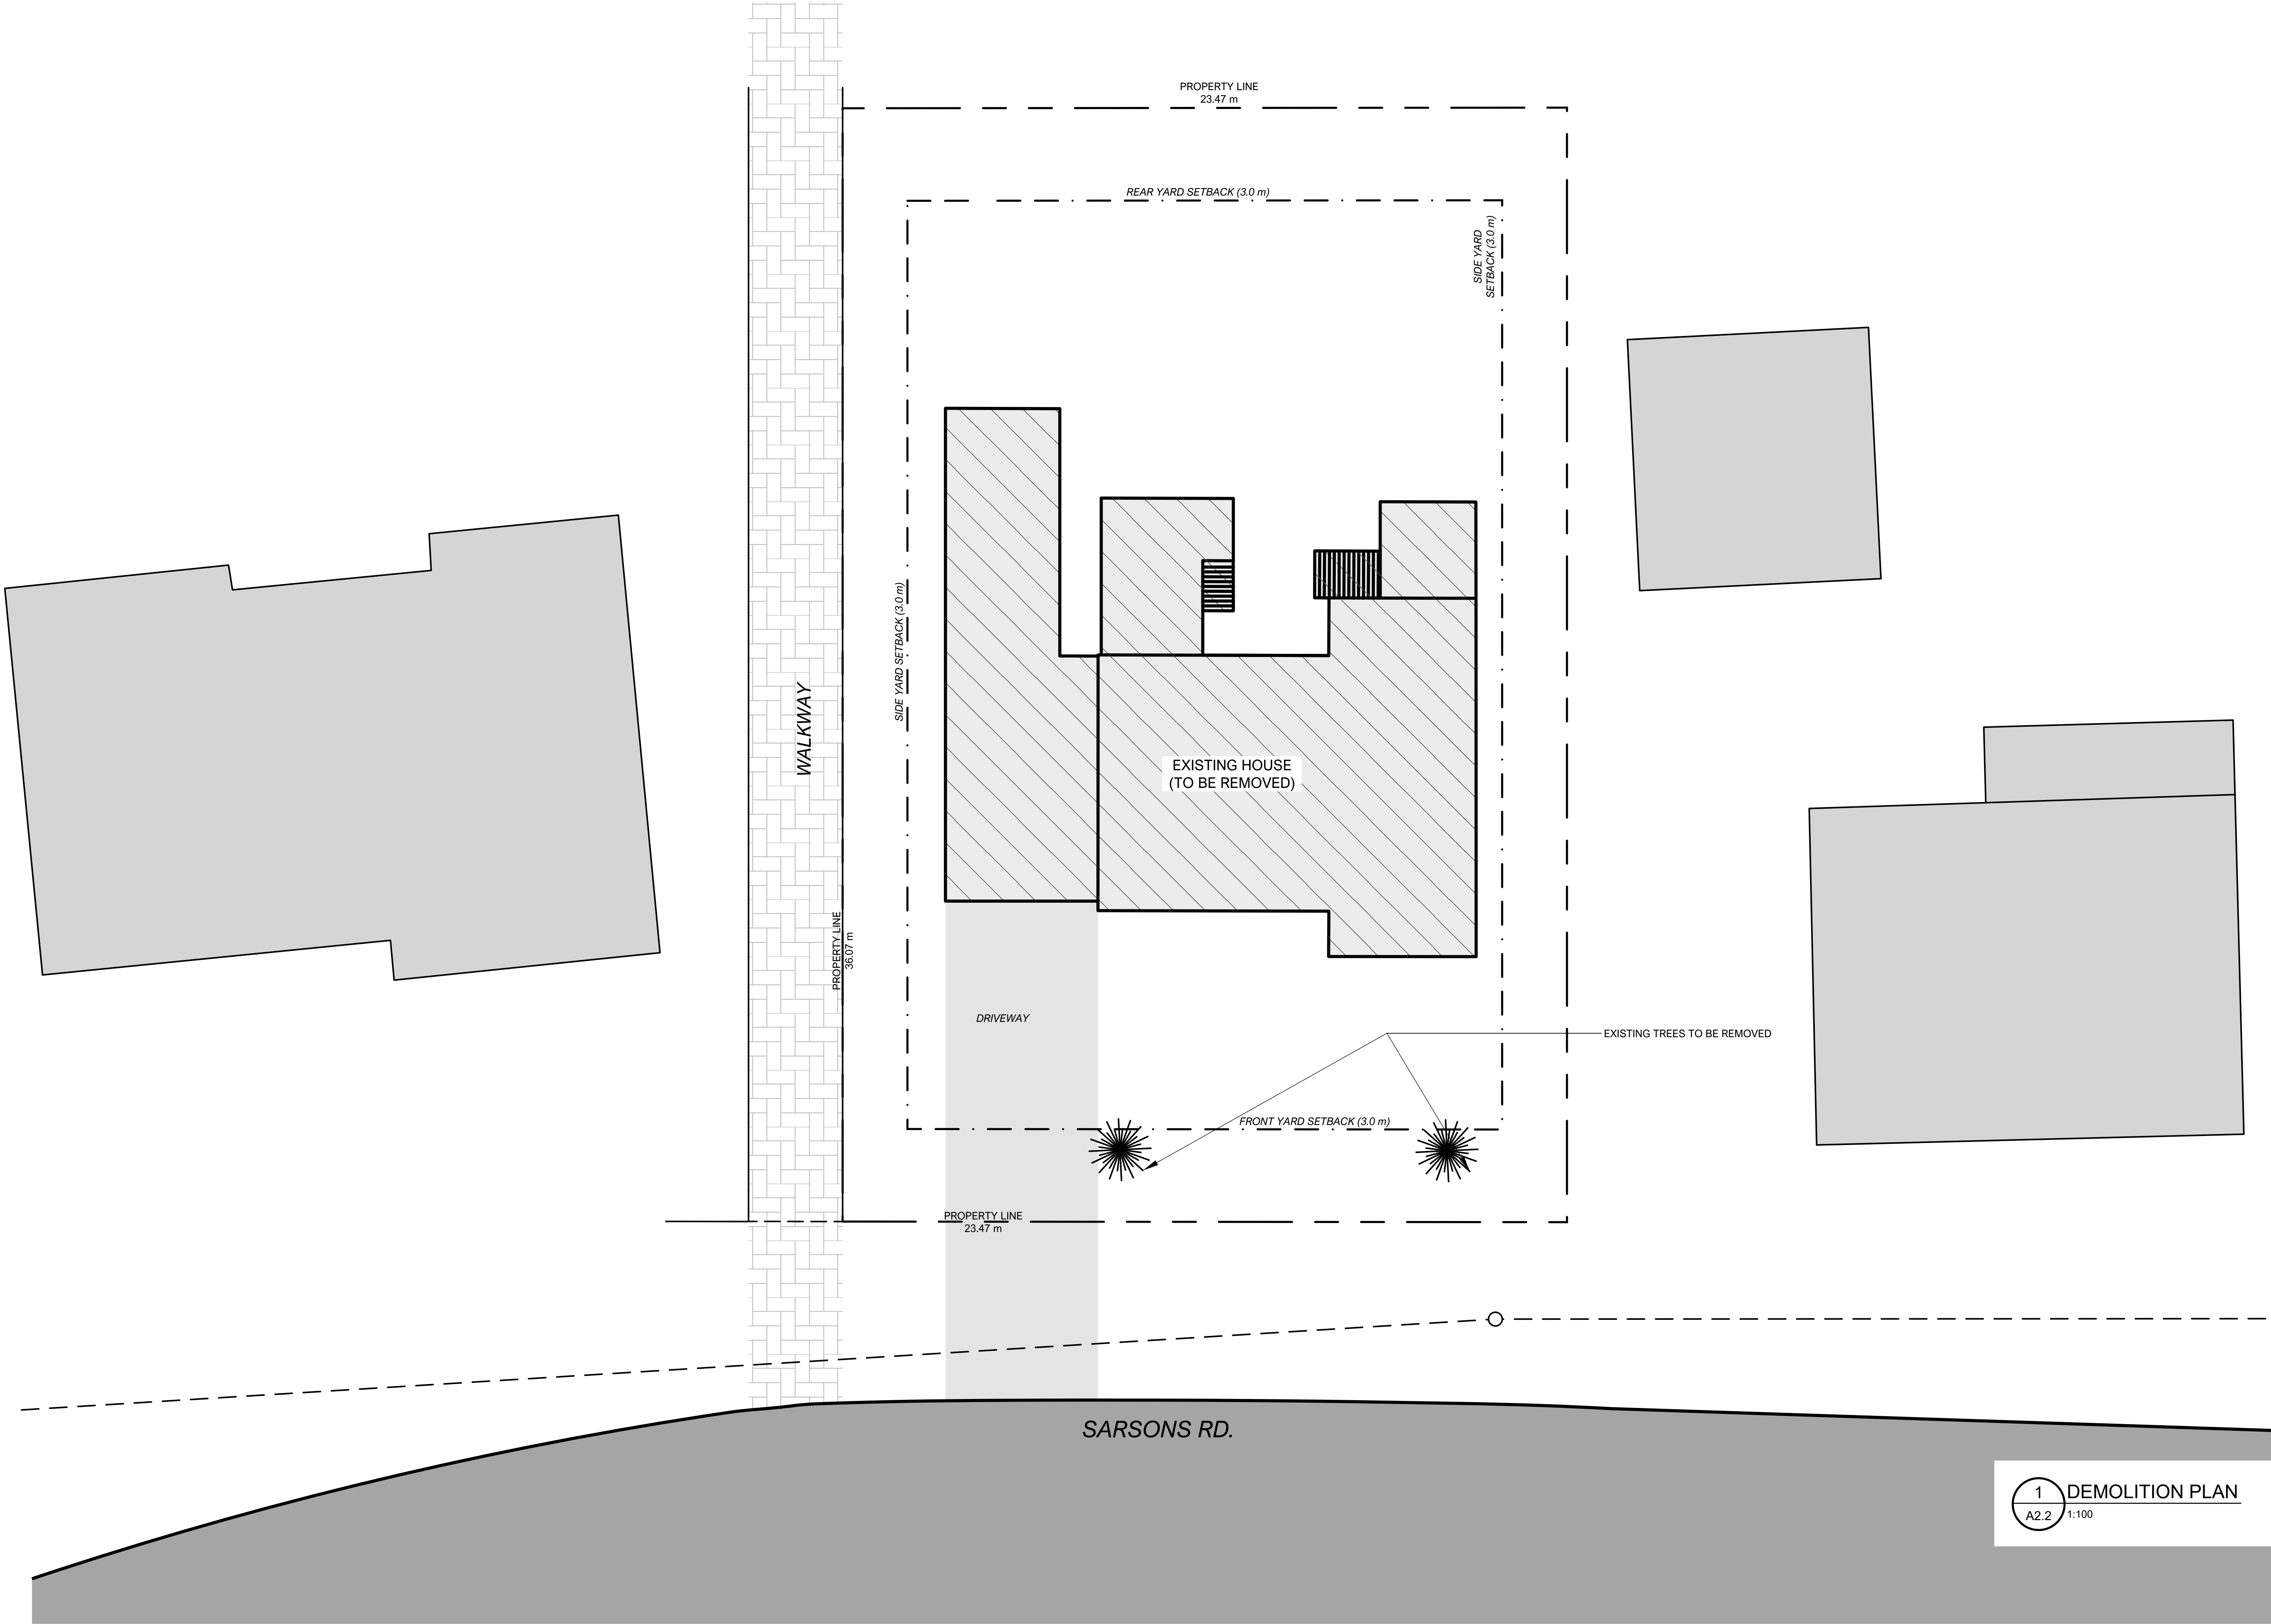 PROPERTY LINE
23.47 m
REAR YARD SETBACK (3.0 m)
SIDE YARD
SETBACK (3.0 m)
SIDE YARD SETBACK (3.0 m)
WALKWAY
EXISTING HOUSE
(TO BE REMOVED)
PROPERTY LINE
36.07 m
DRIVEWAY
EXISTING TREES TO BE REMOVED
FRONT YARD SETBACK (3.0 m)
PROPERTY LINE
23.47 m
SARSONS RD.
1
DEMOLITION PLAN
A2.2
1:100